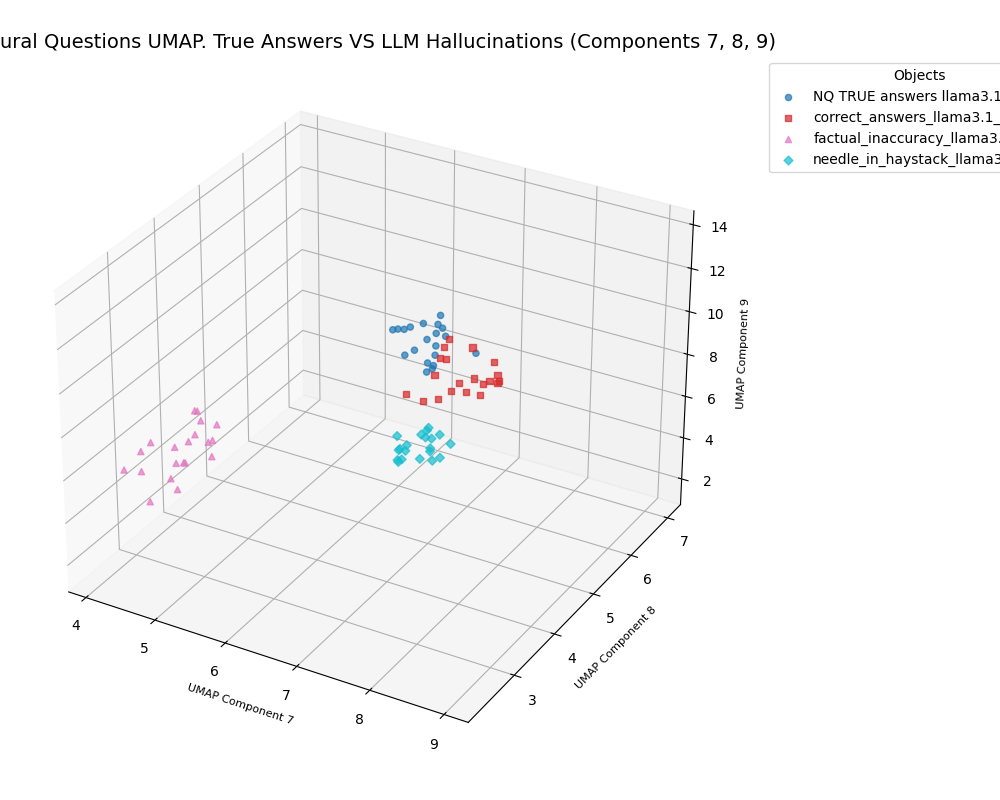 ural Questions UMAP. True Answers VS LLM Hallucinations (Components 7, 8, 9)
Objects
NQ TRUE answers llama3.1
correct_answers_llama3.1_
factual_inaccuracy_llama3.
needle_in_haystack_llama3
14
12
10
8
6
4
2
UMAP Component 9
7
6
5
4
3
UMAP Component 8
4
5
6
7
8
9
UMAP Component 7